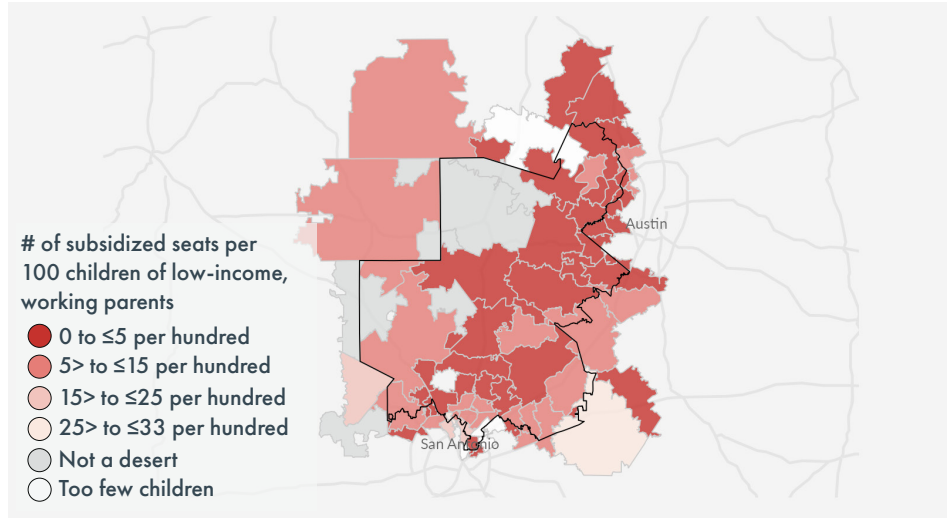 Austin
# of subsidized seats per
100 children of low-income,
working parents
0 to ≤5 per hundred
5> to ≤15 per hundred
15> to ≤25 per hundred
25> to ≤33 per hundred
Not a desert
Too few children
San Antonio